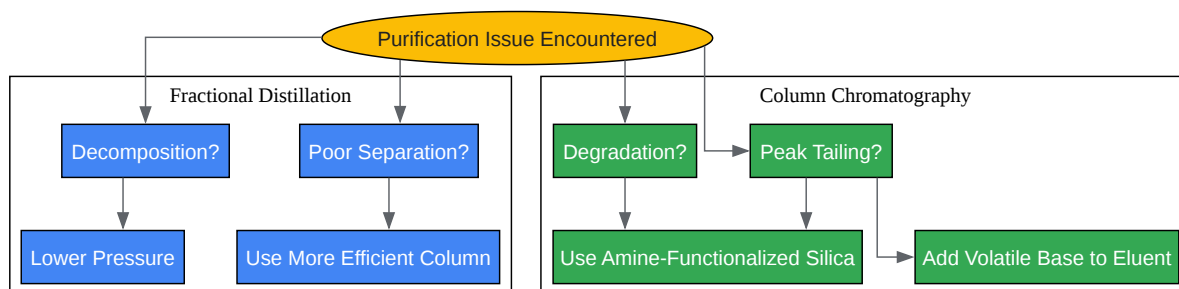 Purification Issue Encountered
Fractional Distillation
Column Chromatography
Decomposition?
Poor Separation?
Degradation?
Peak Tailing?
Lower Pressure
Use More Efficient Column
Use Amine-Functionalized Silica
Add Volatile Base to Eluent